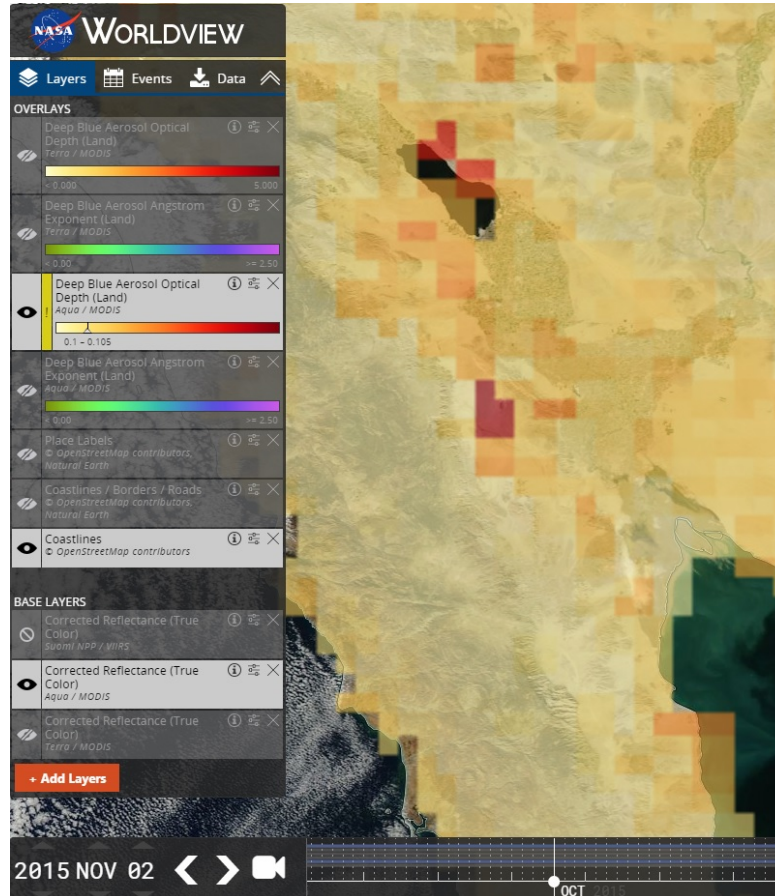 NASA WORLDVIEW
Layers Events Data
OVERLAYS
Deep Blue Aerosol Optical
Depth (Land)
Terra / MODIS
< 0.000 5.000
Deep Blue Aerosol Angstrom
Exponent (Land)
Terra / MODIS
< 0.00 >= 2.50
Deep Blue Aerosol Optical
Depth (Land)
Aqua / MODIS
0.1 – 0.105
Deep Blue Aerosol Angstrom
Exponent (Land)
Aqua / MODIS
< 0.00 >= 2.50
Place Labels
© OpenStreetMap contributors,
Natural Earth
Coastlines / Borders / Roads
© OpenStreetMap contributors,
Natural Earth
Coastlines
© OpenStreetMap contributors
BASE LAYERS
Corrected Reflectance (True
Color)
Suomi NPP / VIIRS
Corrected Reflectance (True
Color)
Aqua / MODIS
Corrected Reflectance (True
Color)
Terra / MODIS
+ Add Layers
2015 NOV 02
OCT 2015